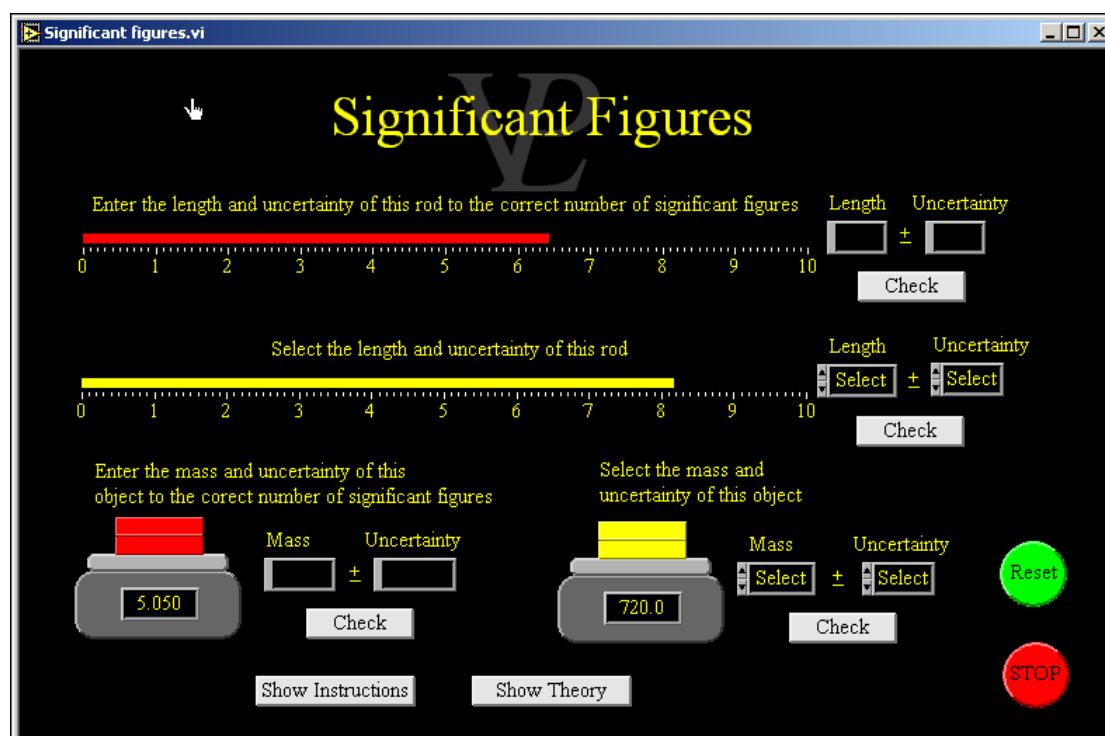 Significant figures.vi
VPL
Significant Figures
Enter the length and uncertainty of this rod to the correct number of significant figures
Length Uncertainty
±
0 1 2 3 4 5 6 7 8 9 10
Check
Select the length and uncertainty of this rod
Length Uncertainty
Select ± Select
0 1 2 3 4 5 6 7 8 9 10
Check
Enter the mass and uncertainty of this
object to the corect number of significant figures
Mass Uncertainty
±
5.050
Check
Select the mass and
uncertainty of this object
Mass Uncertainty
Select ± Select
720.0
Check
Reset
STOP
Show Instructions
Show Theory